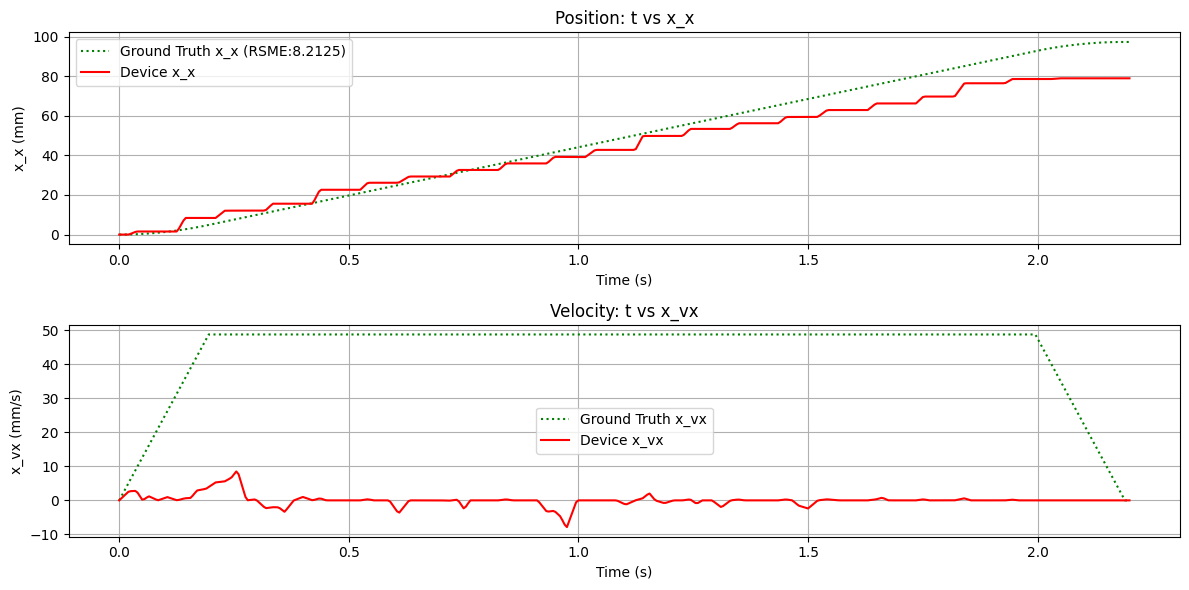 Position: t vs x_x
100
80
60
40
20
0
x_x (mm)
Ground Truth x_x (RSME:8.2125)
Device x_x
0.0 0.5 1.0 1.5 2.0
Time (s)
Velocity: t vs x_vx
50
40
30
20
10
0
−10
x_vx (mm/s)
Ground Truth x_vx
Device x_vx
0.0 0.5 1.0 1.5 2.0
Time (s)